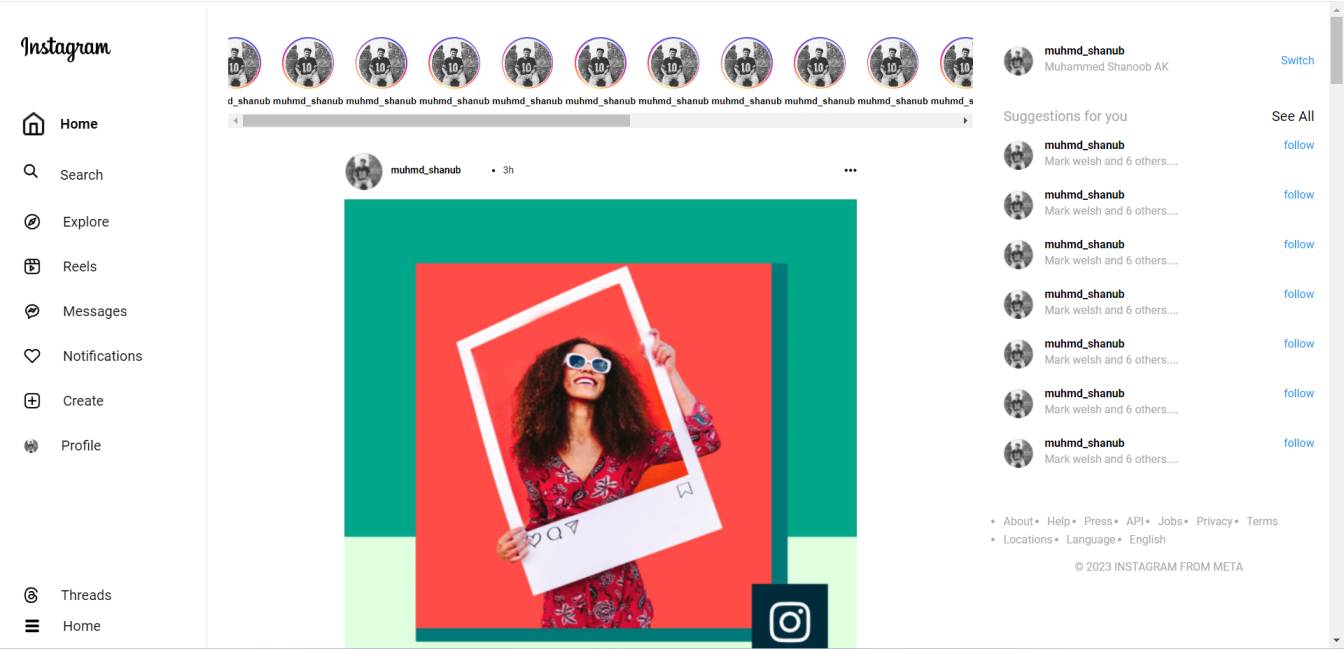 Instagram
Home
Search
Explore
Reels
Messages
Notifications
Create
Profile
Threads
Home
d_shanub muhmd_shanub muhmd_shanub muhmd_shanub muhmd_shanub muhmd_shanub muhmd_shanub muhmd_shanub muhmd_shanub muhmd_shanub muhmd_s
muhmd_shanub • 3h
muhmd_shanub
Muhammed Shanoob AK
Switch
Suggestions for you See All
muhmd_shanub follow
Mark welsh and 6 others....
muhmd_shanub follow
Mark welsh and 6 others....
muhmd_shanub follow
Mark welsh and 6 others....
muhmd_shanub follow
Mark welsh and 6 others....
muhmd_shanub follow
Mark welsh and 6 others....
muhmd_shanub follow
Mark welsh and 6 others....
muhmd_shanub follow
Mark welsh and 6 others....
• About • Help • Press • API • Jobs • Privacy • Terms
• Locations • Language • English
© 2023 INSTAGRAM FROM META